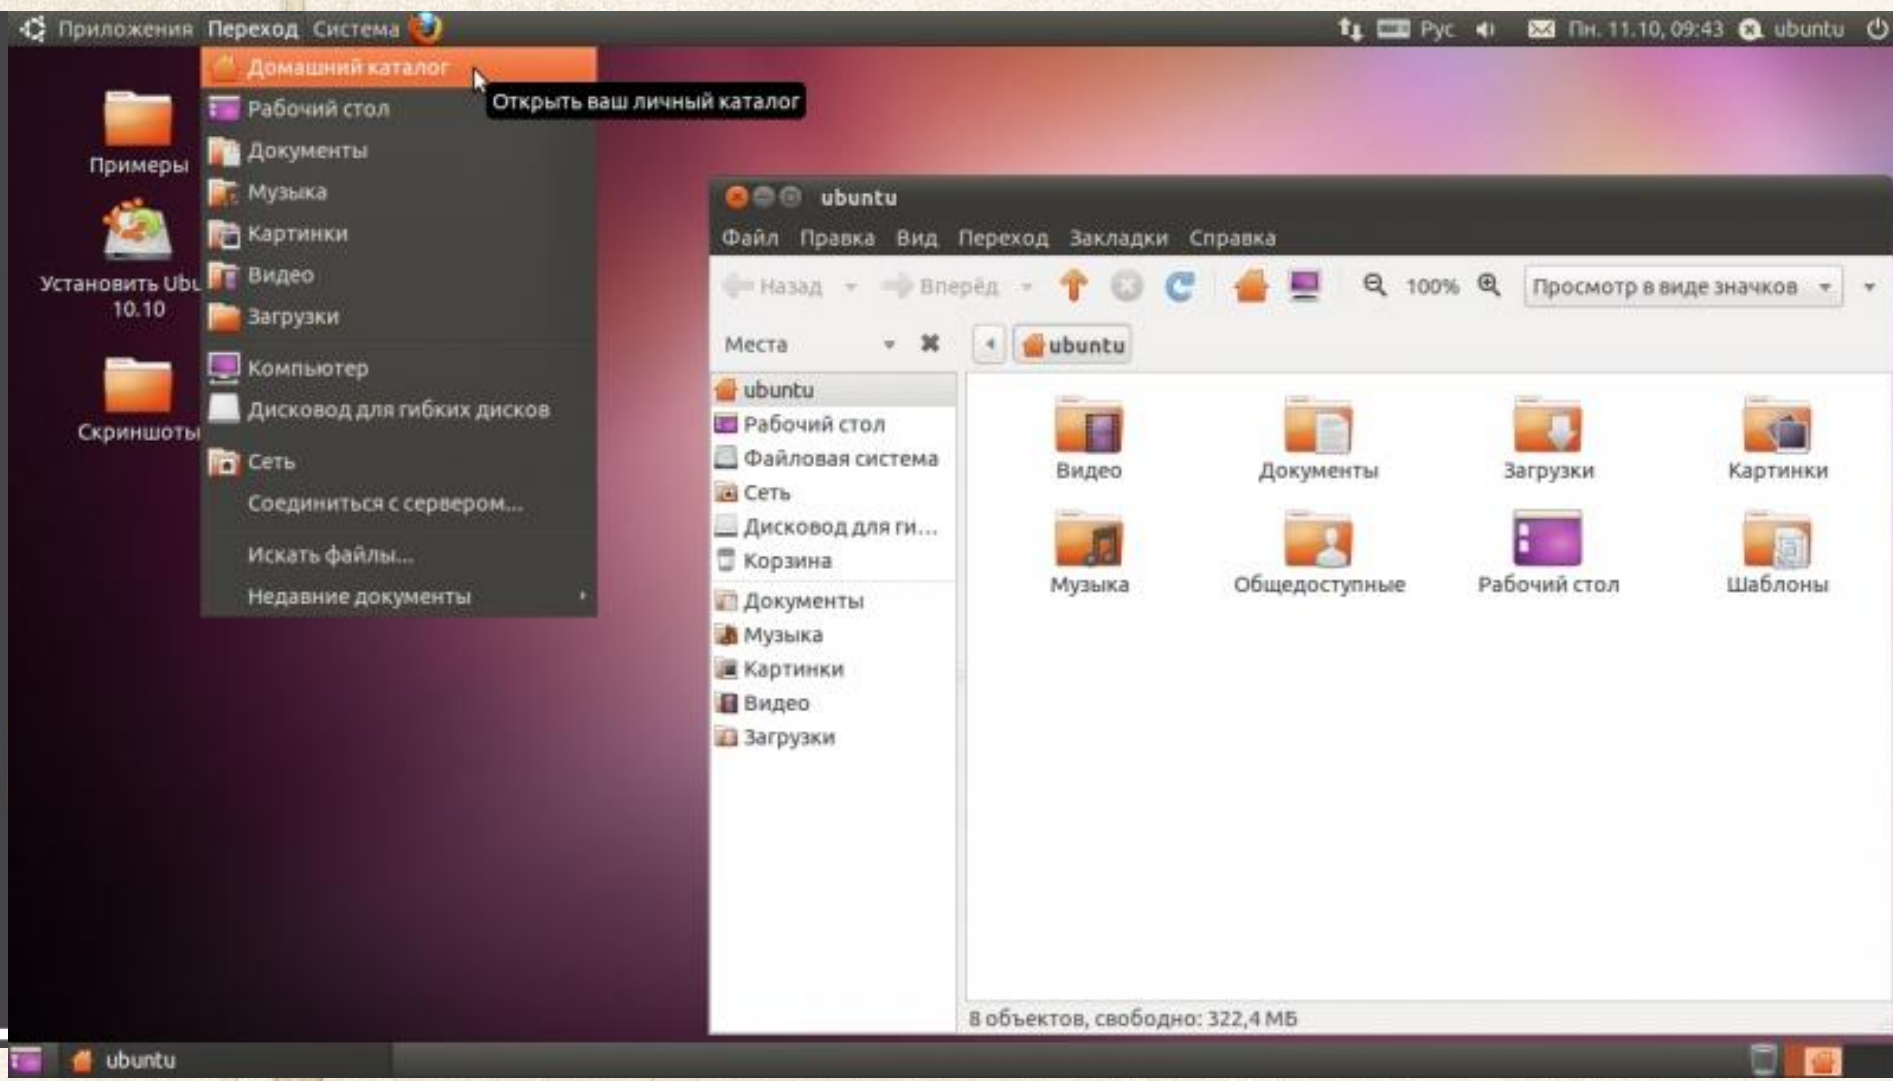 Приложения Переход Система
Рус Пн. 11.10, 09:43 ubuntu
Домашний каталог
Открыть ваш личный каталог
Рабочий стол
Документы
Музыка
Картинки
Видео
Загрузки
Компьютер
Дисковод для гибких дисков
Сеть
Соединиться с сервером...
Искать файлы...
Недавние документы
Примеры
Установить Ubu
10.10
Скриншоты
ubuntu
Файл Правка Вид Переход Закладки Справка
Назад Вперёд 100% Просмотр в виде значков
Места ubuntu
ubuntu
Рабочий стол
Файловая система
Сеть
Дисковод для ги...
Корзина
Документы
Музыка
Картинки
Видео
Загрузки
Видео Документы Загрузки Картинки
Музыка Общедоступные Рабочий стол Шаблоны
8 объектов, свободно: 322,4 МБ
ubuntu